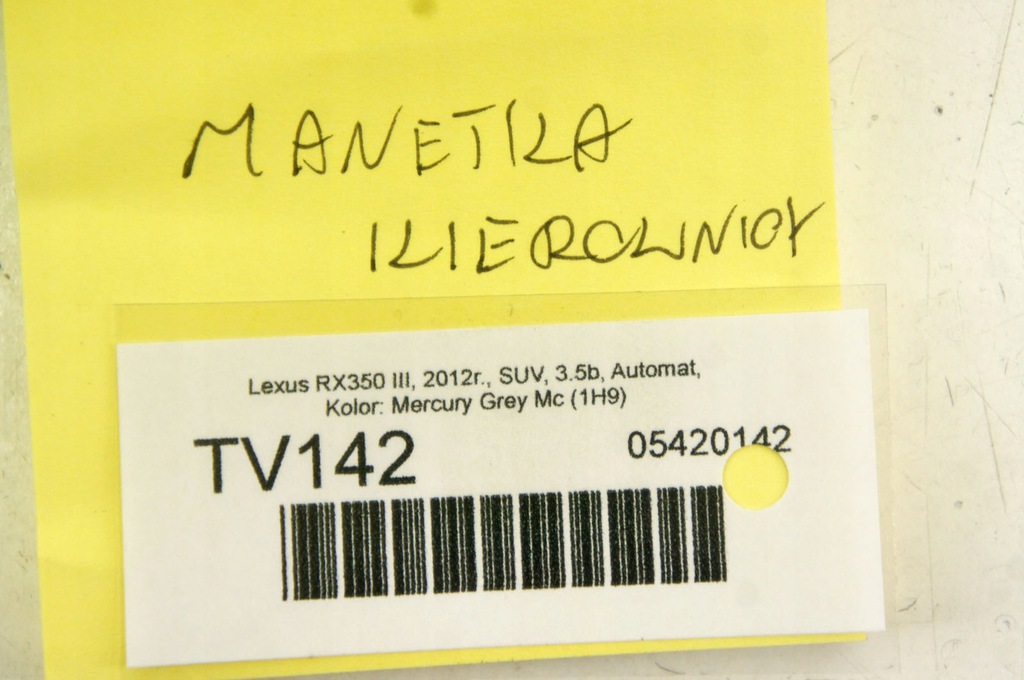 MANETKA
KIEROWNICY
Lexus RX350 III, 2012r., SUV, 3.5b, Automat,
Kolor: Mercury Grey Mc (1H9)
TV142
05420142